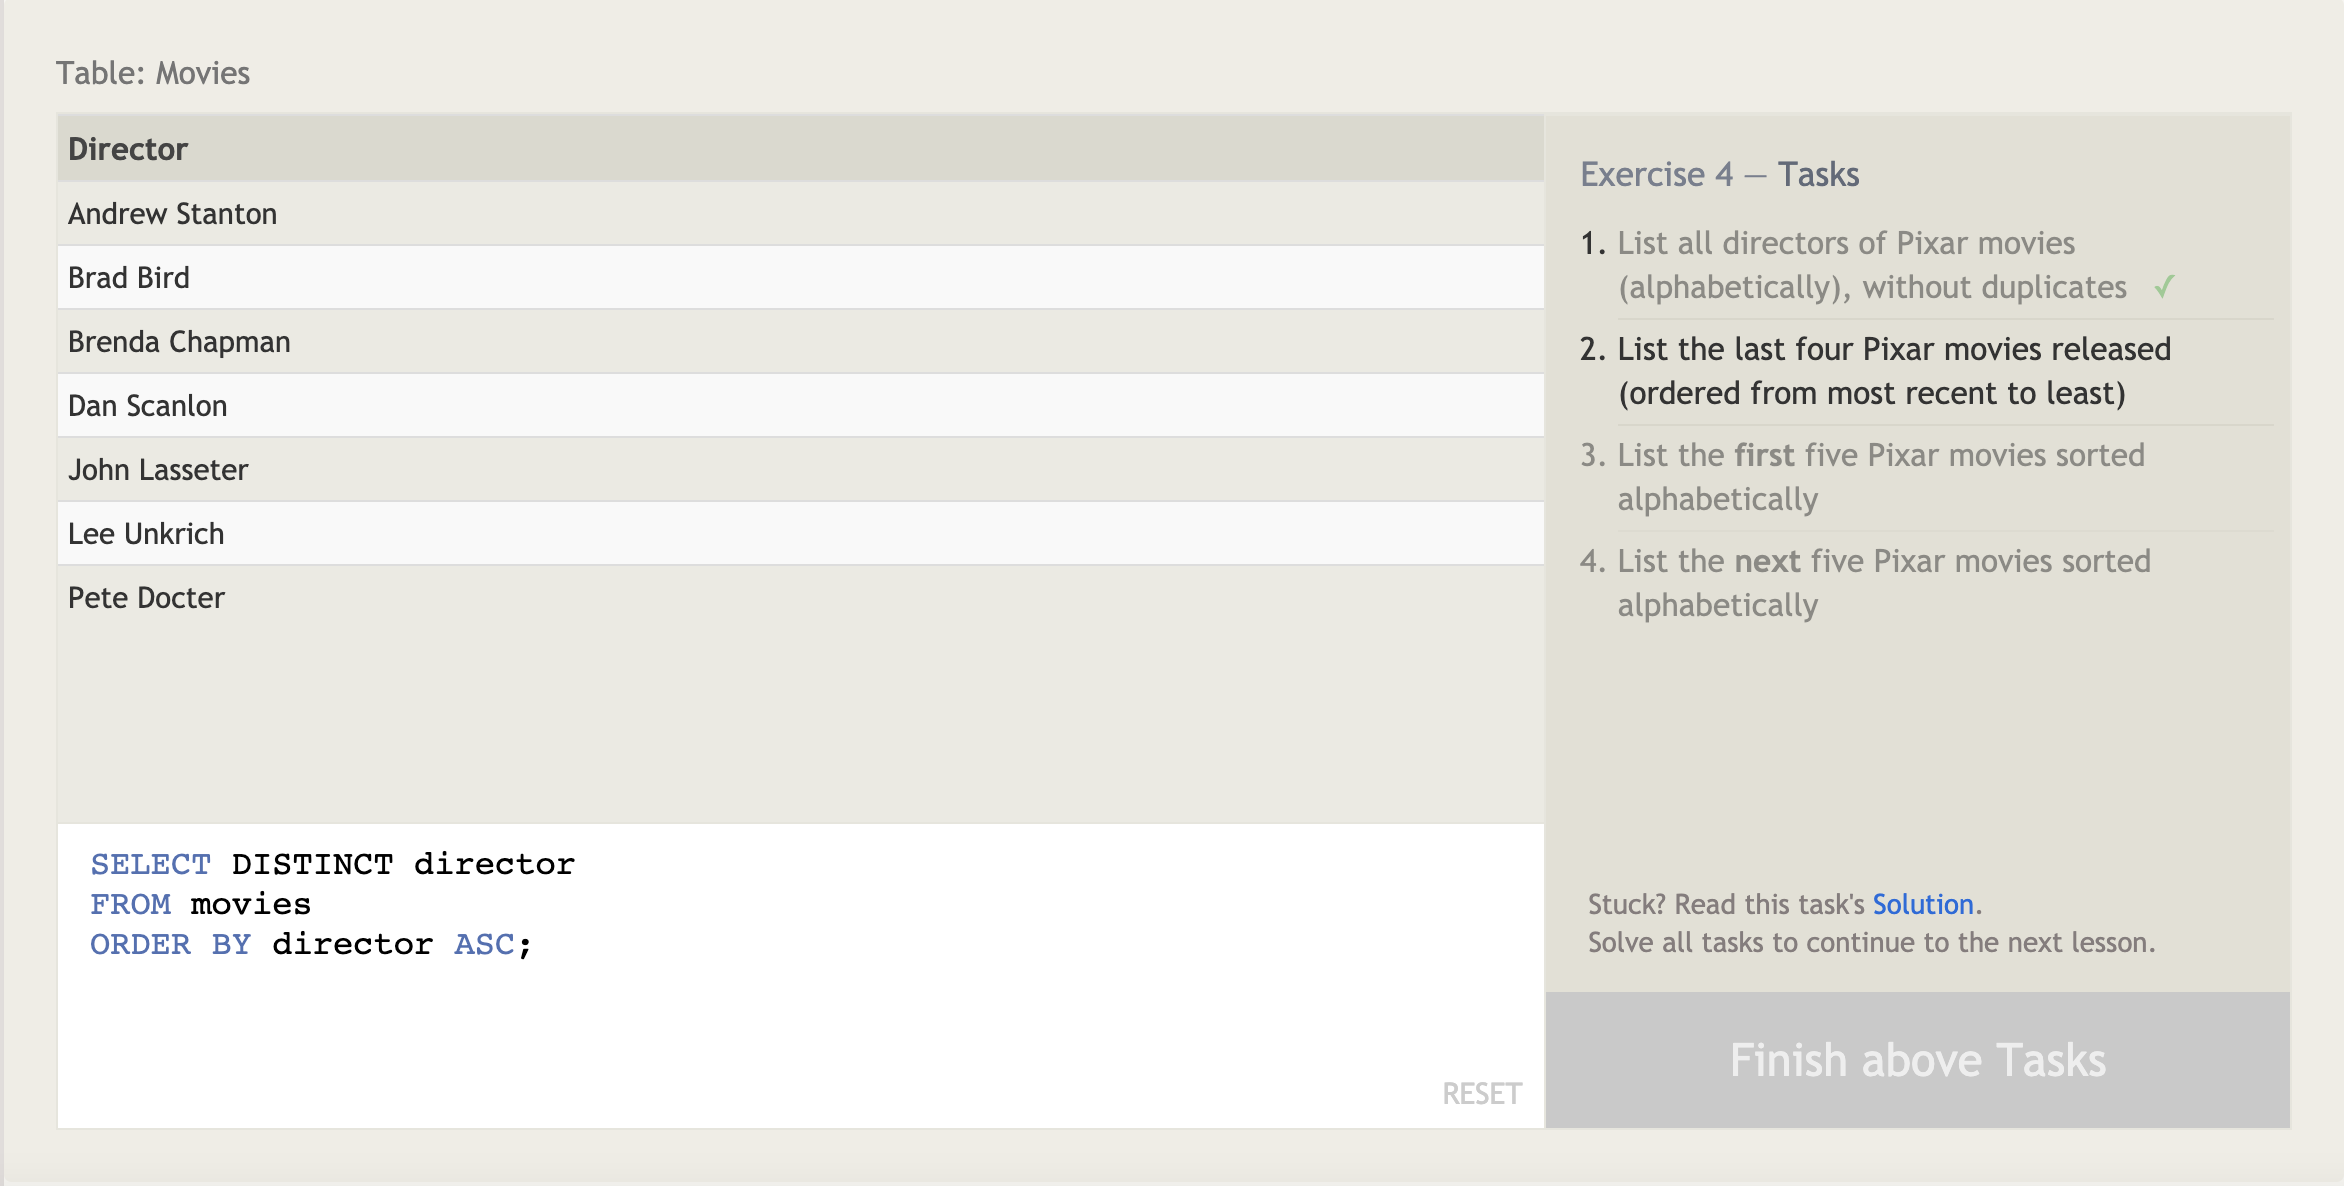 Table: Movies
Director
Andrew Stanton
Brad Bird
Brenda Chapman
Dan Scanlon
John Lasseter
Lee Unkrich
Pete Docter
SELECT DISTINCT director
FROM movies
ORDER BY director ASC;
RESET
Exercise 4 — Tasks
1. List all directors of Pixar movies
(alphabetically), without duplicates ✓
2. List the last four Pixar movies released
(ordered from most recent to least)
3. List the first five Pixar movies sorted
alphabetically
4. List the next five Pixar movies sorted
alphabetically
Stuck? Read this task's Solution.
Solve all tasks to continue to the next lesson.
Finish above Tasks